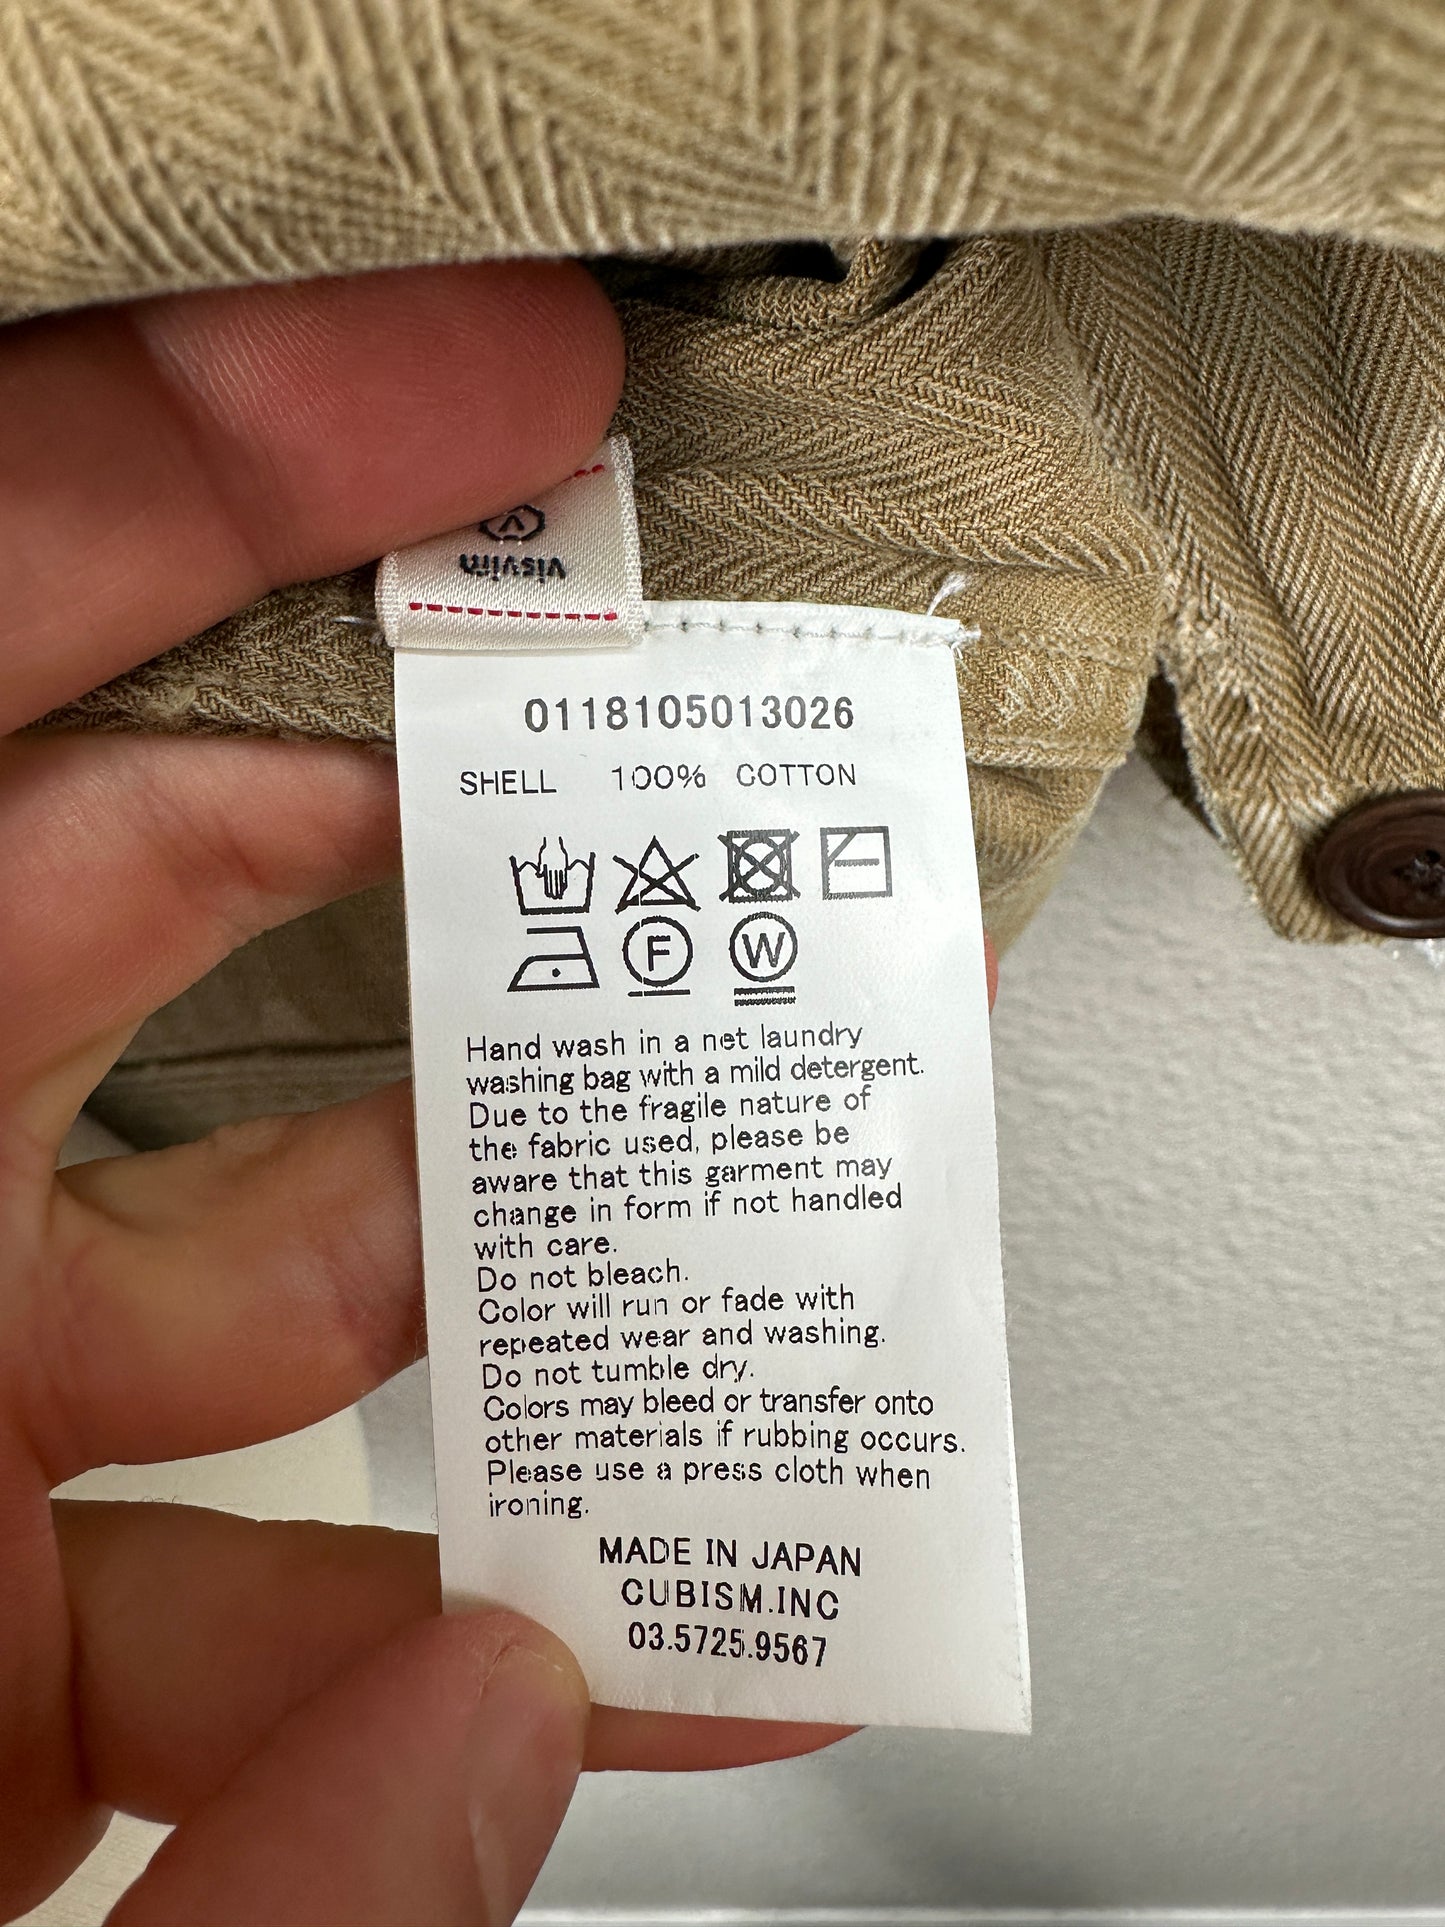 visvim
0118105013026
SHELL 100% COTTON
F W
Hand wash in a net laundry
washing bag with a mild detergent.
Due to the fragile nature of
the fabric used, please be
aware that this garment may
change in form if not handled
with care.
Do not bleach.
Color will run or fade with
repeated wear and washing.
Do not tumble dry.
Colors may bleed or transfer onto
other materials if rubbing occurs.
Please use a press cloth when
ironing.
MADE IN JAPAN
CUBISM.INC
03.5725.9567